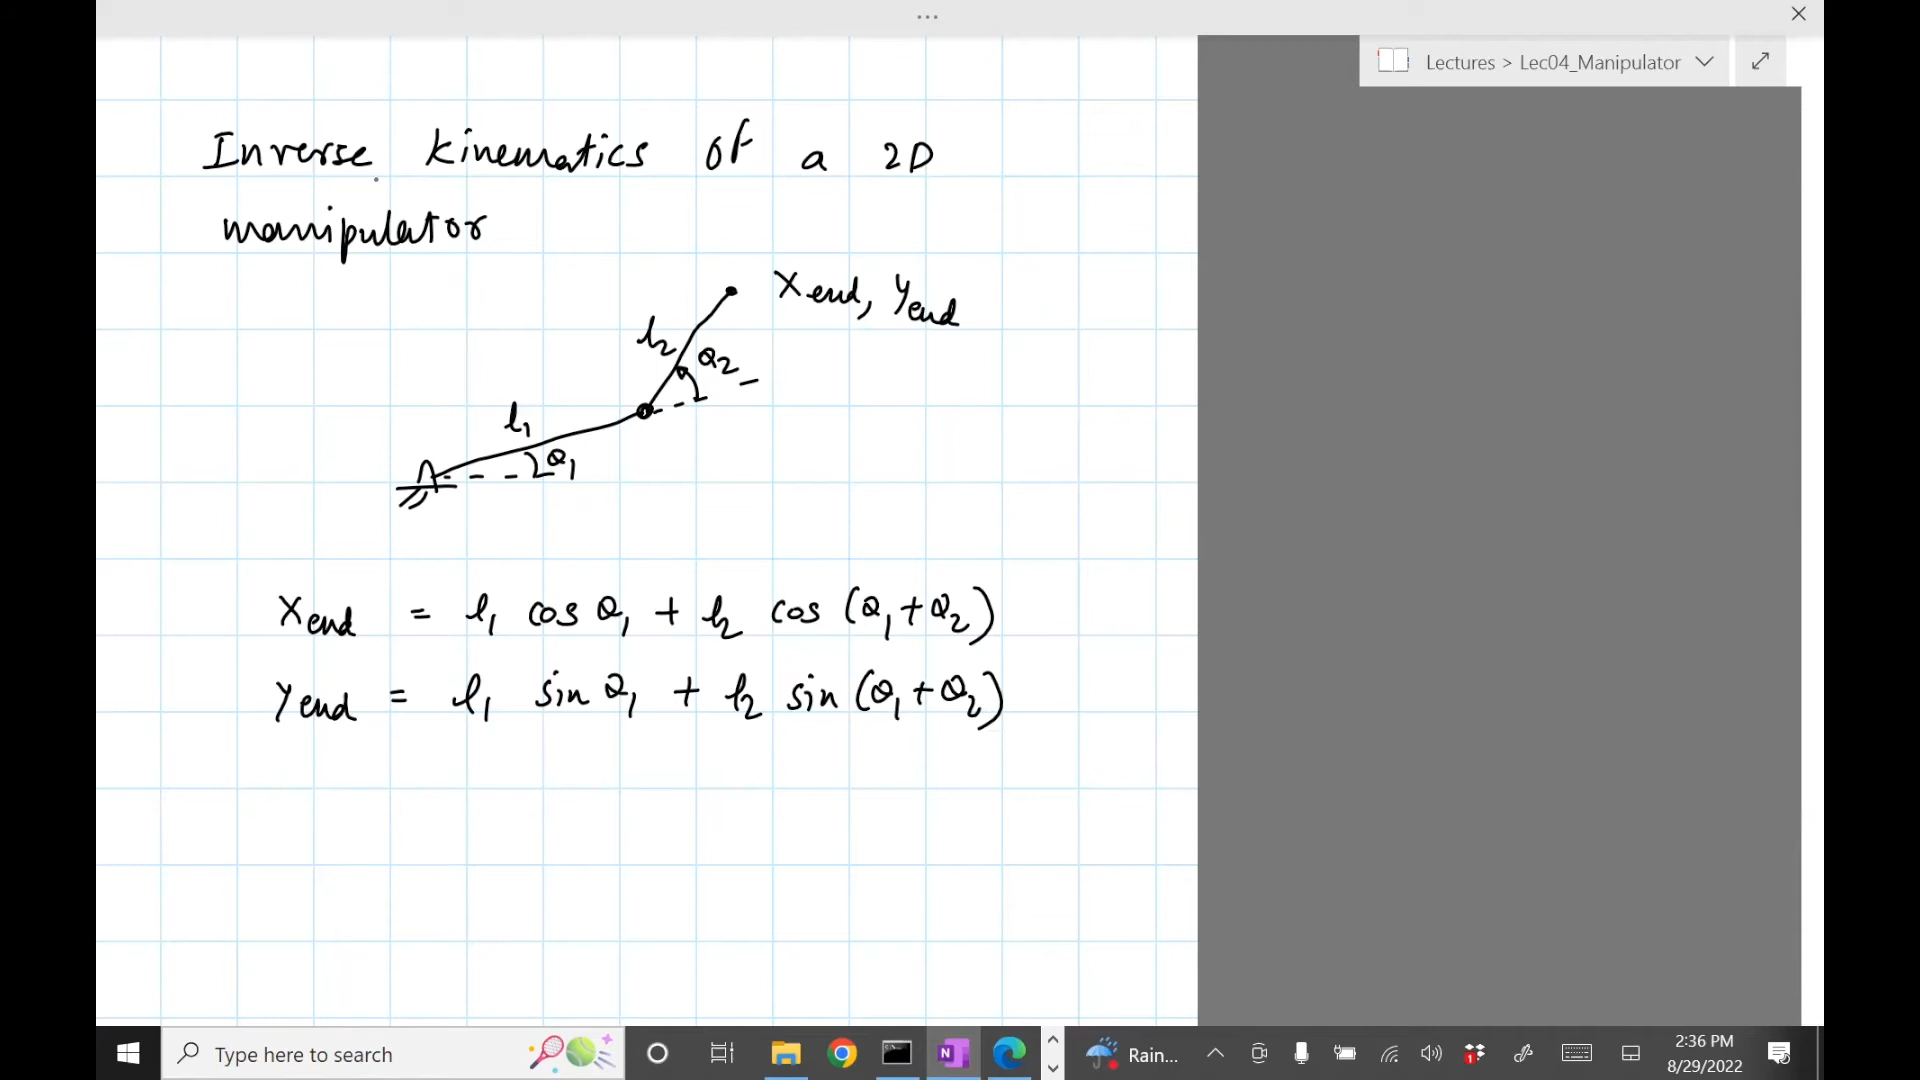 ...
Lectures > Lec04_Manipulator
Inverse kinematics of a 2D
manipulator
Xend, Yend
l2
θ2
l1
θ1
Xend = l1 cos θ1 + l2 cos (θ1+θ2)
Yend = l1 sin θ1 + l2 sin (θ1+θ2)
Type here to search
N
Rain...
1
2:36 PM
8/29/2022